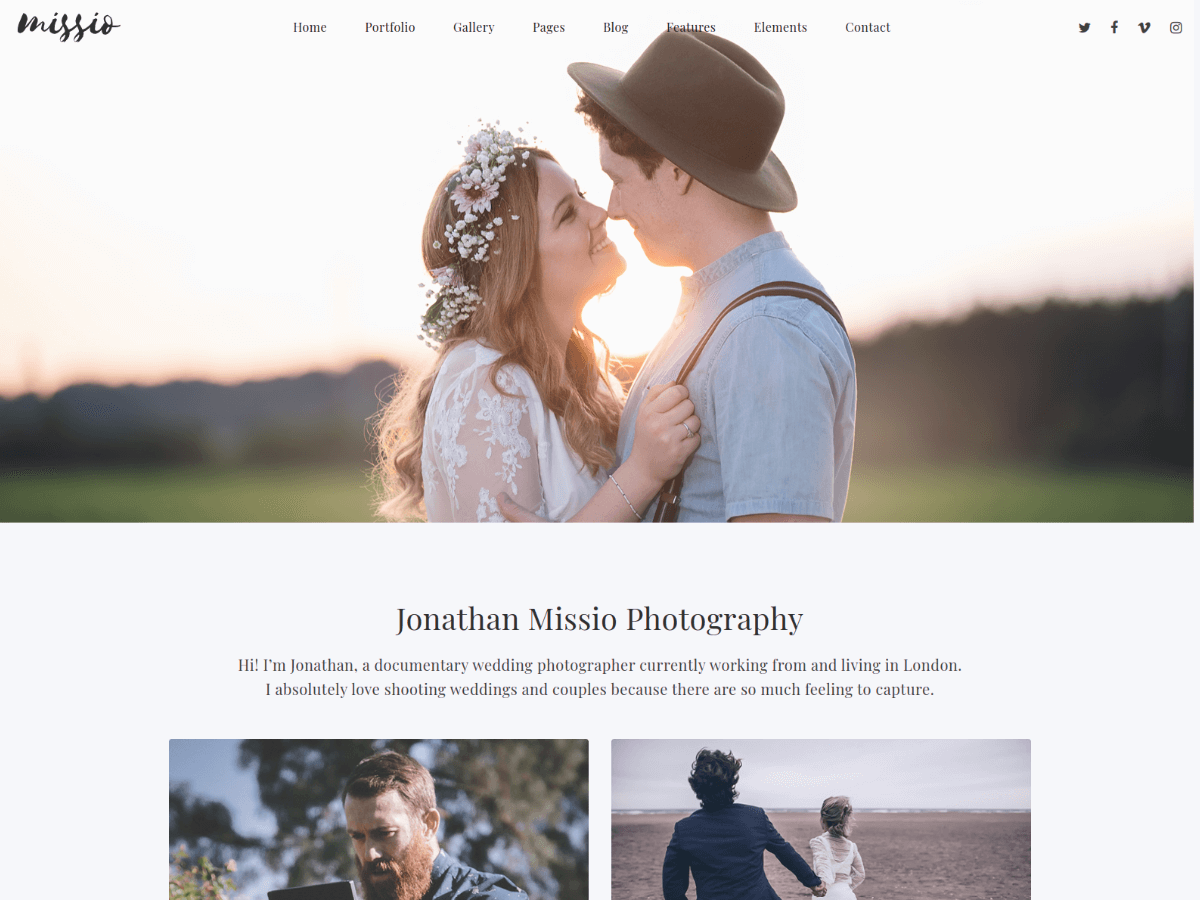 missio
Home Portfolio Gallery Pages Blog Features Elements Contact
Jonathan Missio Photography
Hi! I’m Jonathan, a documentary wedding photographer currently working from and living in London.
I absolutely love shooting weddings and couples because there are so much feeling to capture.